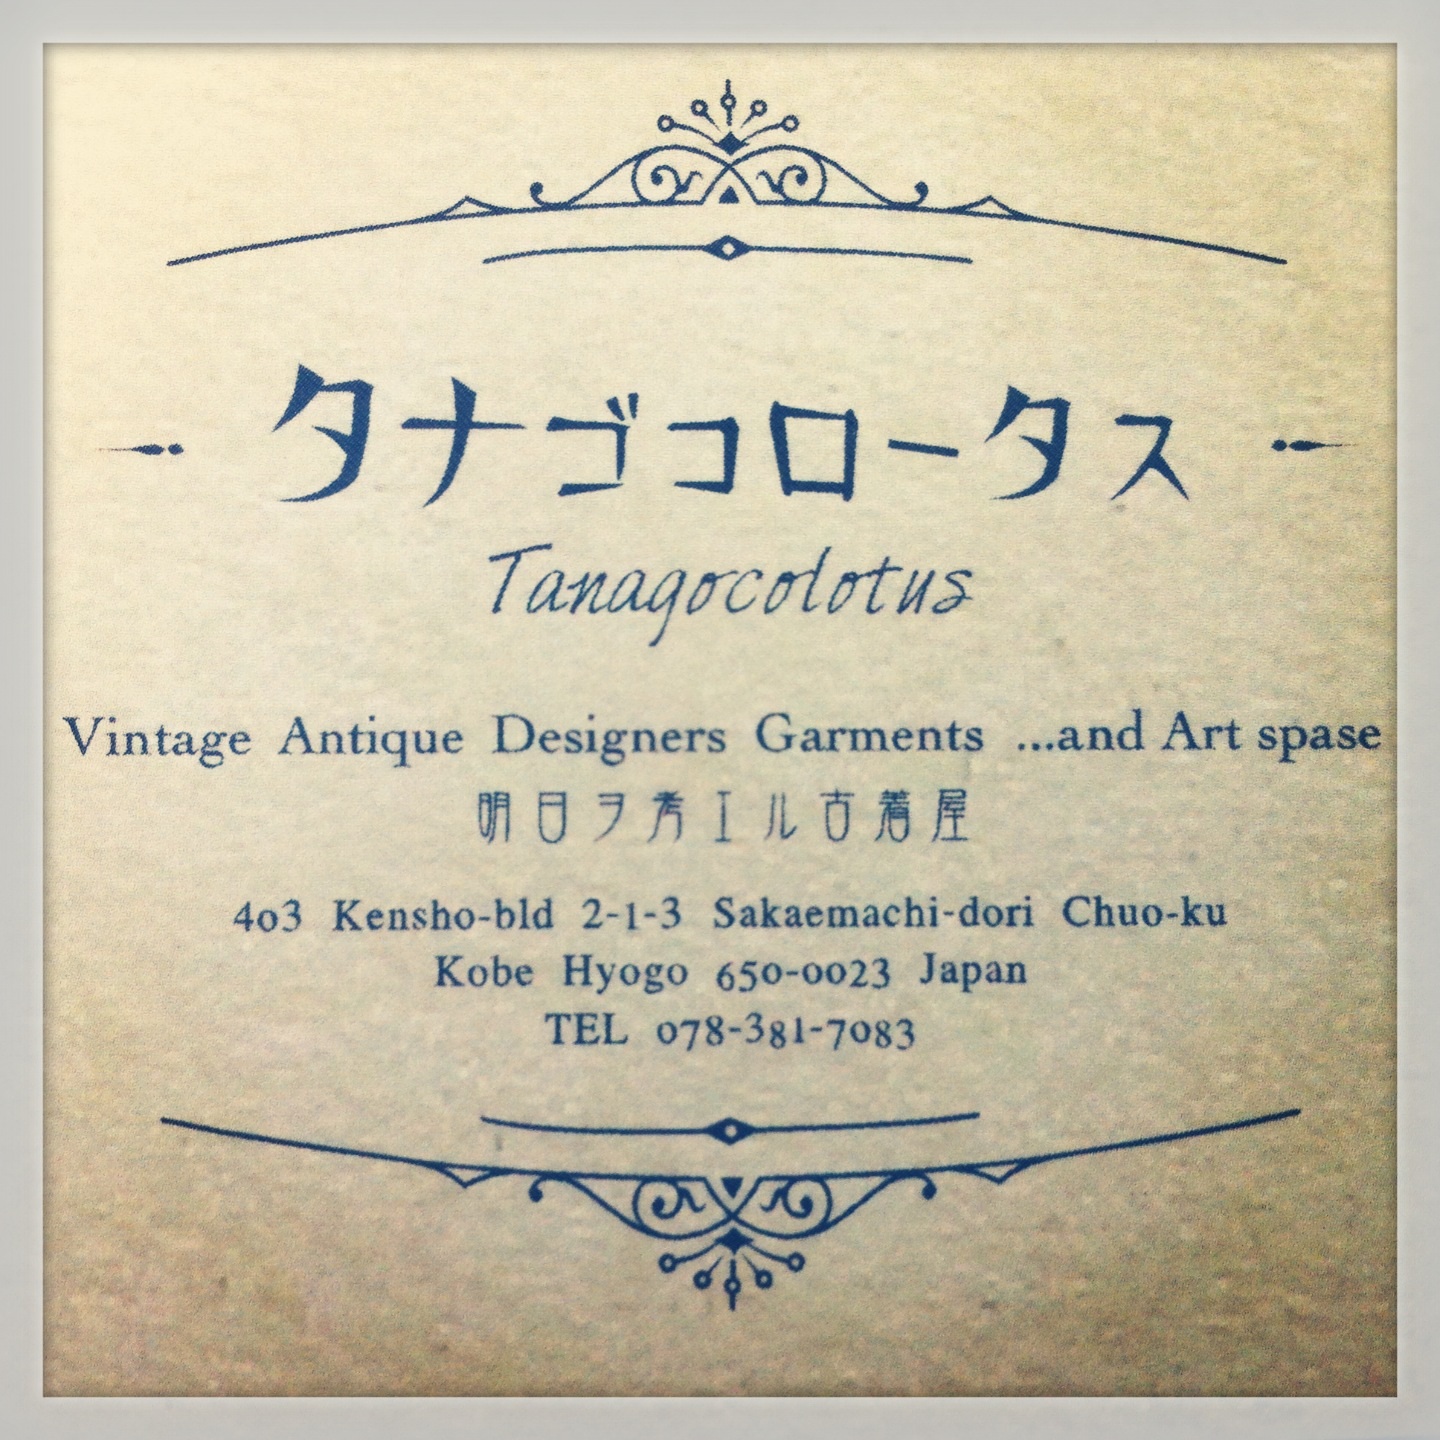 タナゴコロータス
Tanagocolotus
Vintage Antique Designers Garments ...and Art spase
明日ヲ考エル古着屋
403 Kensho-bld 2-1-3 Sakaemachi-dori Chuo-ku
Kobe Hyogo 650-0023 Japan
TEL 078-381-7083